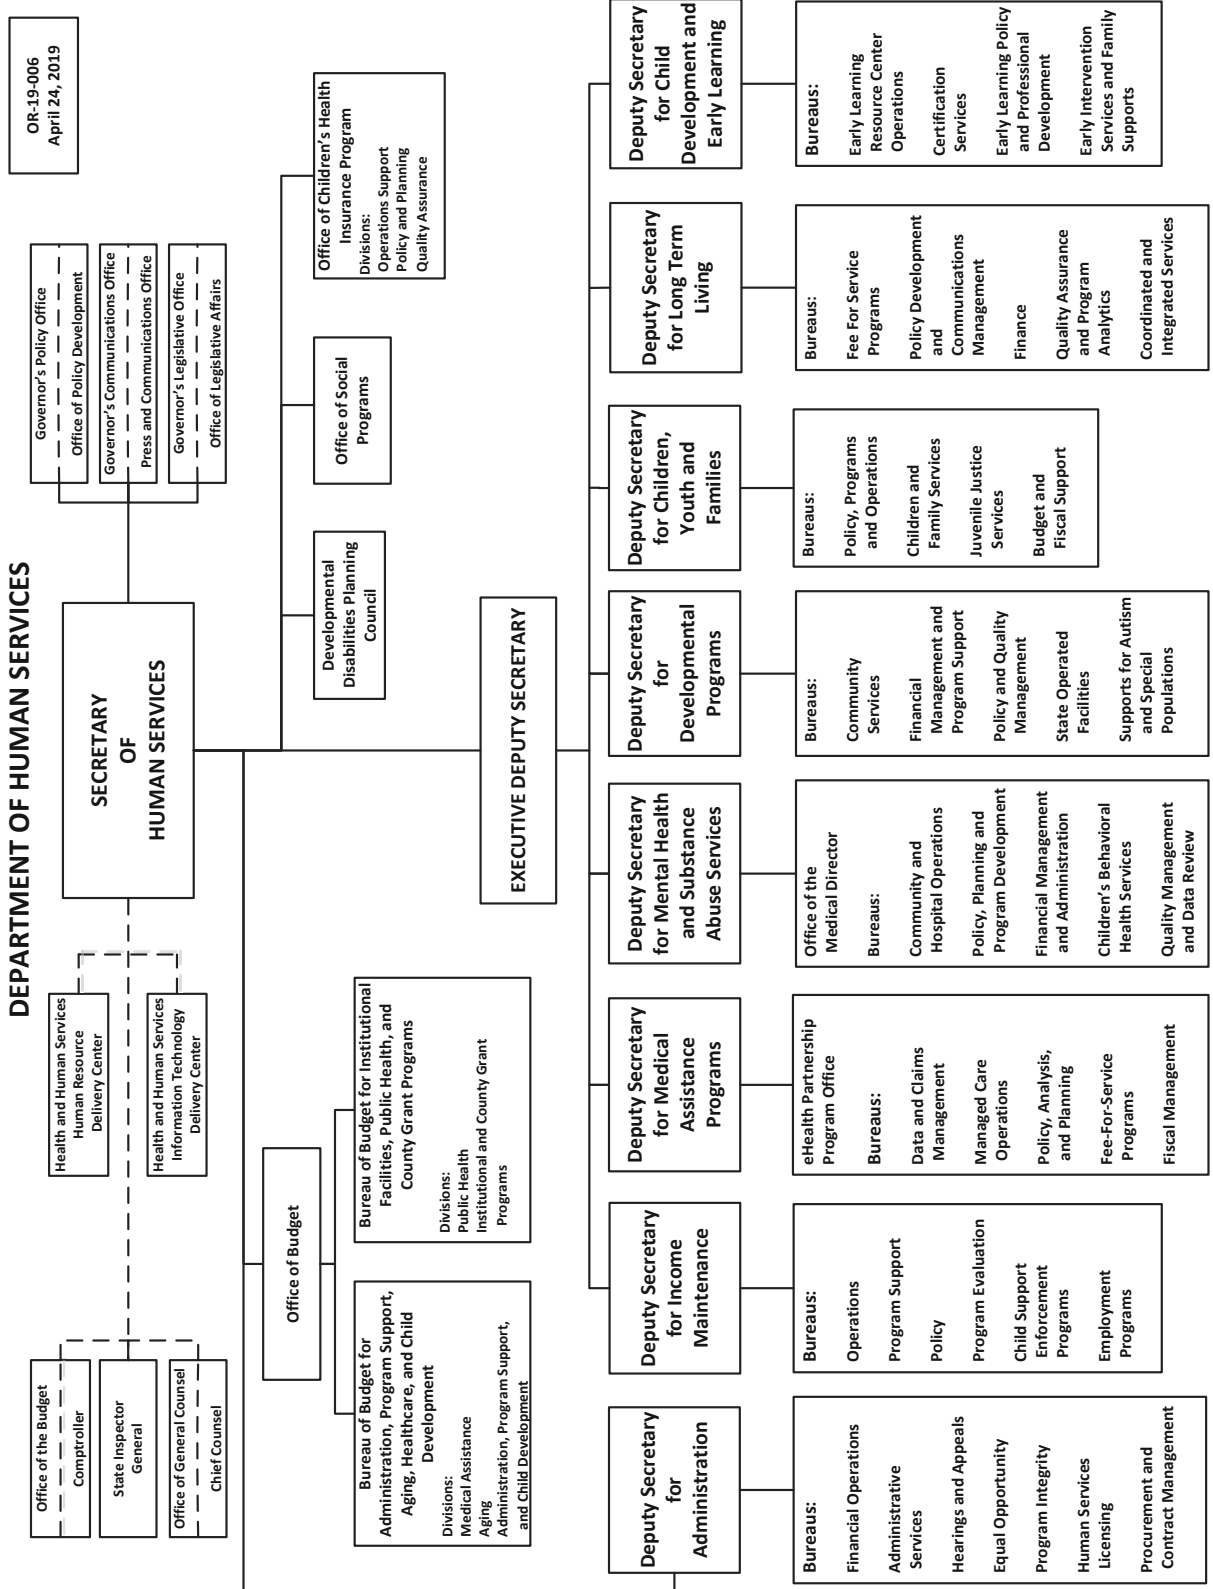 DEPARTMENT OF HUMAN SERVICES
OR-19-006
April 24, 2019
Office of the Budget
Comptroller
State Inspector
General
Office of General Counsel
Chief Counsel
Health and Human Services
Human Resource
Delivery Center
Health and Human Services
Information Technology
Delivery Center
SECRETARY
OF
HUMAN SERVICES
Governor's Policy Office
Office of Policy Development
Governor's Communications Office
Press and Communications Office
Governor's Legislative Office
Office of Legislative Affairs
Office of Budget
Bureau of Budget for
Administration, Program Support,
Aging, Healthcare, and Child
Development
Divisions:
Medical Assistance
Aging
Administration, Program Support,
and Child Development
Bureau of Budget for Institutional
Facilities, Public Health, and
County Grant Programs
Divisions:
Public Health
Institutional and County Grant
Programs
Developmental
Disabilities Planning
Council
Office of Social
Programs
Office of Children's Health
Insurance Program
Divisions:
Operations Support
Policy and Planning
Quality Assurance
EXECUTIVE DEPUTY SECRETARY
Deputy Secretary
for
Administration
Bureaus:
Financial Operations
Administrative
Services
Hearings and Appeals
Equal Opportunity
Program Integrity
Human Services
Licensing
Procurement and
Contract Management
Deputy Secretary
for Income
Maintenance
Bureaus:
Operations
Program Support
Policy
Program Evaluation
Child Support
Enforcement
Programs
Employment
Programs
Deputy Secretary
for Medical
Assistance
Programs
eHealth Partnership
Program Office
Bureaus:
Data and Claims
Management
Managed Care
Operations
Policy, Analysis,
and Planning
Fee-For-Service
Programs
Fiscal Management
Deputy Secretary
for Mental Health
and Substance
Abuse Services
Office of the
Medical Director
Bureaus:
Community and
Hospital Operations
Policy, Planning and
Program Development
Financial Management
and Administration
Children's Behavioral
Health Services
Quality Management
and Data Review
Deputy Secretary
for
Developmental
Programs
Bureaus:
Community
Services
Financial
Management and
Program Support
Policy and Quality
Management
State Operated
Facilities
Supports for Autism
and Special
Populations
Deputy Secretary
for Children,
Youth and
Families
Bureaus:
Policy, Programs
and Operations
Children and
Family Services
Juvenile Justice
Services
Budget and
Fiscal Support
Deputy Secretary
for Long Term
Living
Bureaus:
Fee For Service
Programs
Policy Development
and
Communications
Management
Finance
Quality Assurance
and Program
Analytics
Coordinated and
Integrated Services
Deputy Secretary
for Child
Development and
Early Learning
Bureaus:
Early Learning
Resource Center
Operations
Certification
Services
Early Learning Policy
and Professional
Development
Early Intervention
Services and Family
Supports